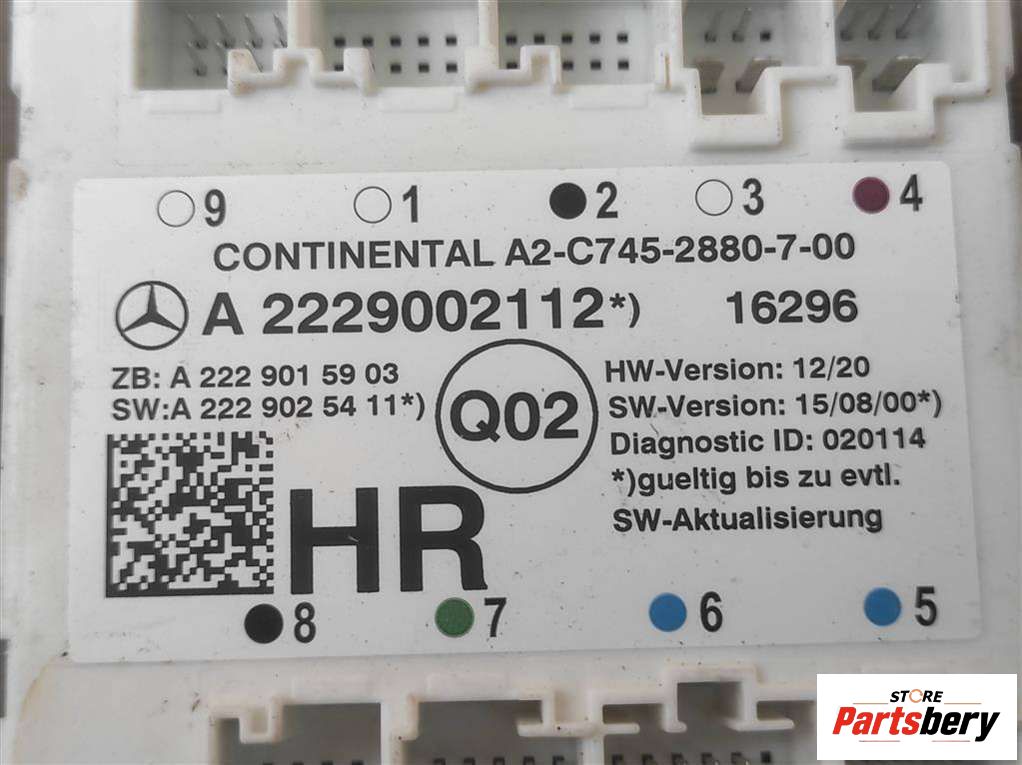 9 1 2 3 4
CONTINENTAL A2-C745-2880-7-00
A 2229002112*) 16296
ZB: A 222 901 59 03
SW:A 222 902 54 11*)
Q02
HW-Version: 12/20
SW-Version: 15/08/00*)
Diagnostic ID: 020114
*)gueltig bis zu evtl.
SW-Aktualisierung
HR
8 7 6 5
STORE
Partsbery